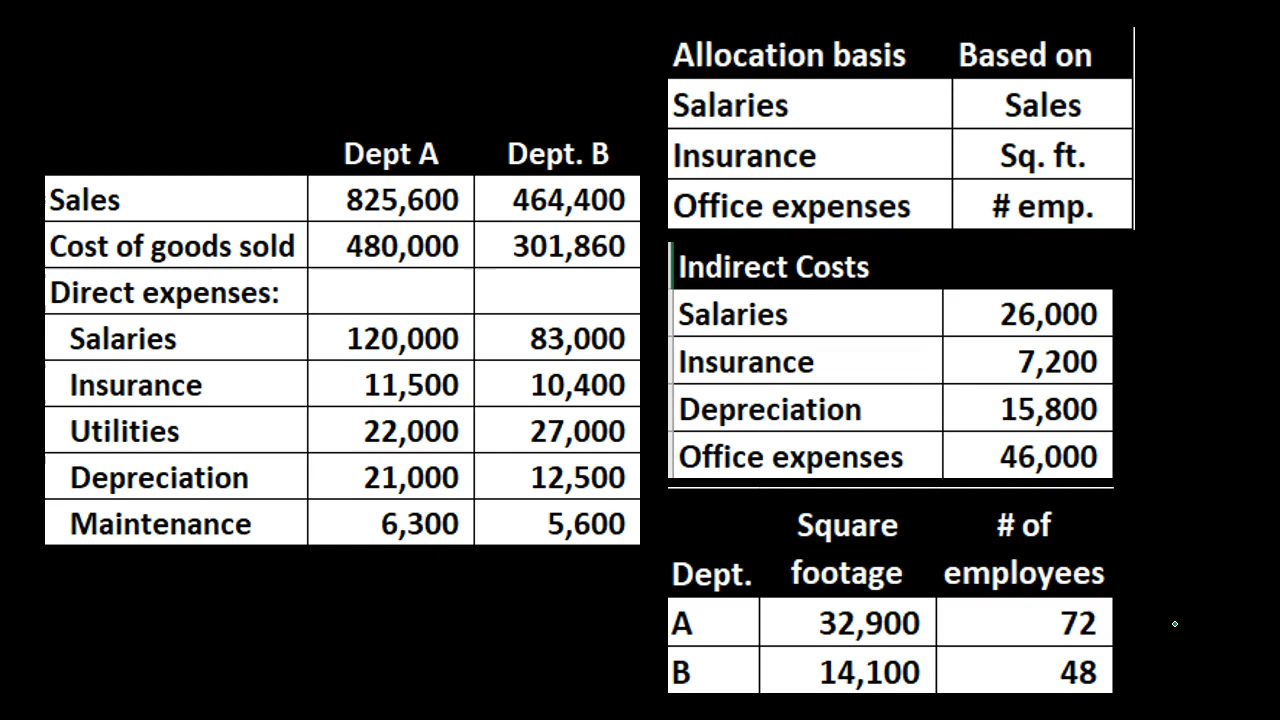 Dept A Dept. B
Sales 825,600 464,400
Cost of goods sold 480,000 301,860
Direct expenses:
Salaries 120,000 83,000
Insurance 11,500 10,400
Utilities 22,000 27,000
Depreciation 21,000 12,500
Maintenance 6,300 5,600
Allocation basis Based on
Salaries Sales
Insurance Sq. ft.
Office expenses # emp.
Indirect Costs
Salaries 26,000
Insurance 7,200
Depreciation 15,800
Office expenses 46,000
Square # of
Dept. footage employees
A 32,900 72
B 14,100 48